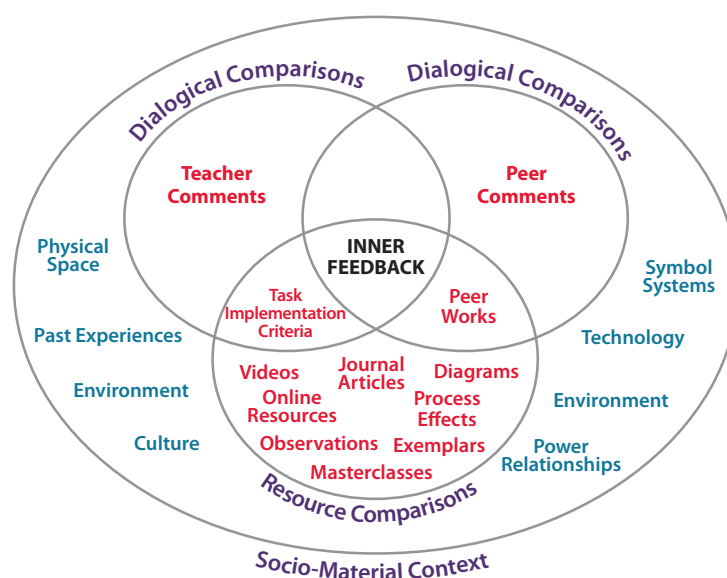 Dialogical Comparisons
Dialogical Comparisons
Teacher
Comments
Peer
Comments
Physical
Space
INNER
FEEDBACK
Symbol
Systems
Task
Implementation
Criteria
Peer
Works
Past Experiences
Technology
Videos
Journal
Articles
Diagrams
Environment
Online
Resources
Process
Effects
Environment
Culture
Observations
Exemplars
Power
Relationships
Masterclasses
Resource Comparisons
Socio-Material Context